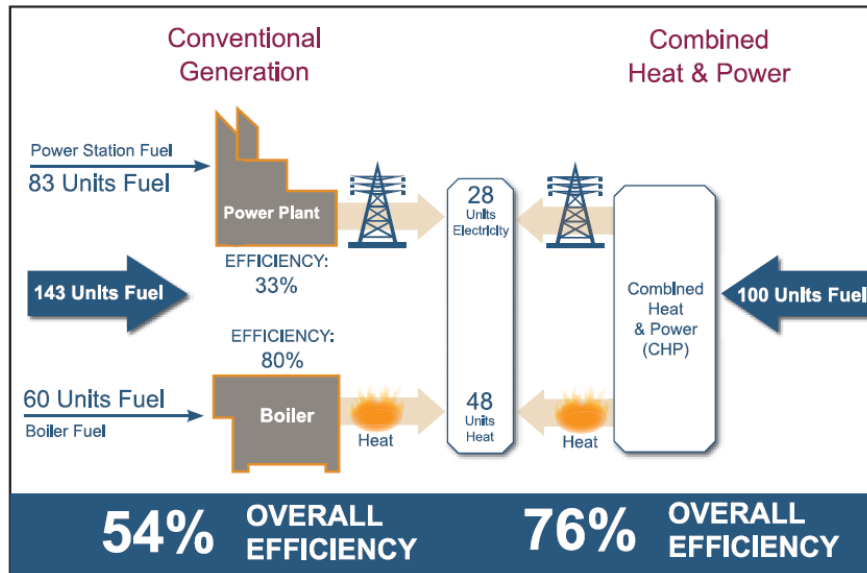 Conventional
Generation
Combined
Heat & Power
Power Station Fuel
83 Units Fuel
Power Plant
28
Units
Electricity
EFFICIENCY:
33%
143 Units Fuel
Combined
Heat
& Power
(CHP)
100 Units Fuel
EFFICIENCY:
80%
60 Units Fuel
Boiler Fuel
Boiler
Heat
48
Units
Heat
Heat
54% OVERALL
EFFICIENCY
76% OVERALL
EFFICIENCY